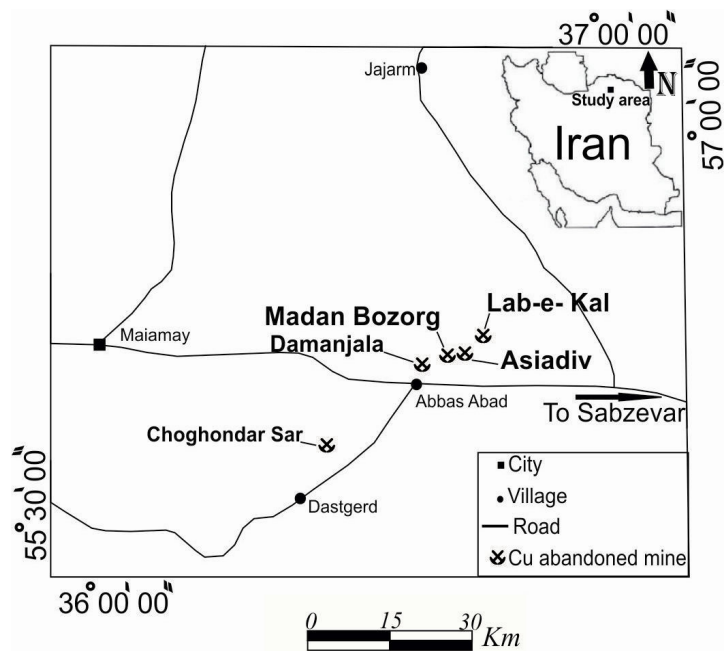 37° 00' 00"
Jajarm
N
57° 00' 00"
Study area
Iran
Lab-e- Kal
Madan Bozorg
Maiamay
Damanjala
Asiadiv
Abbas Abad
To Sabzevar
Choghondar Sar
City
Village
Dastgerd
Road
Cu abandoned mine
55° 30' 00"
36° 00' 00"
0 15 30 Km